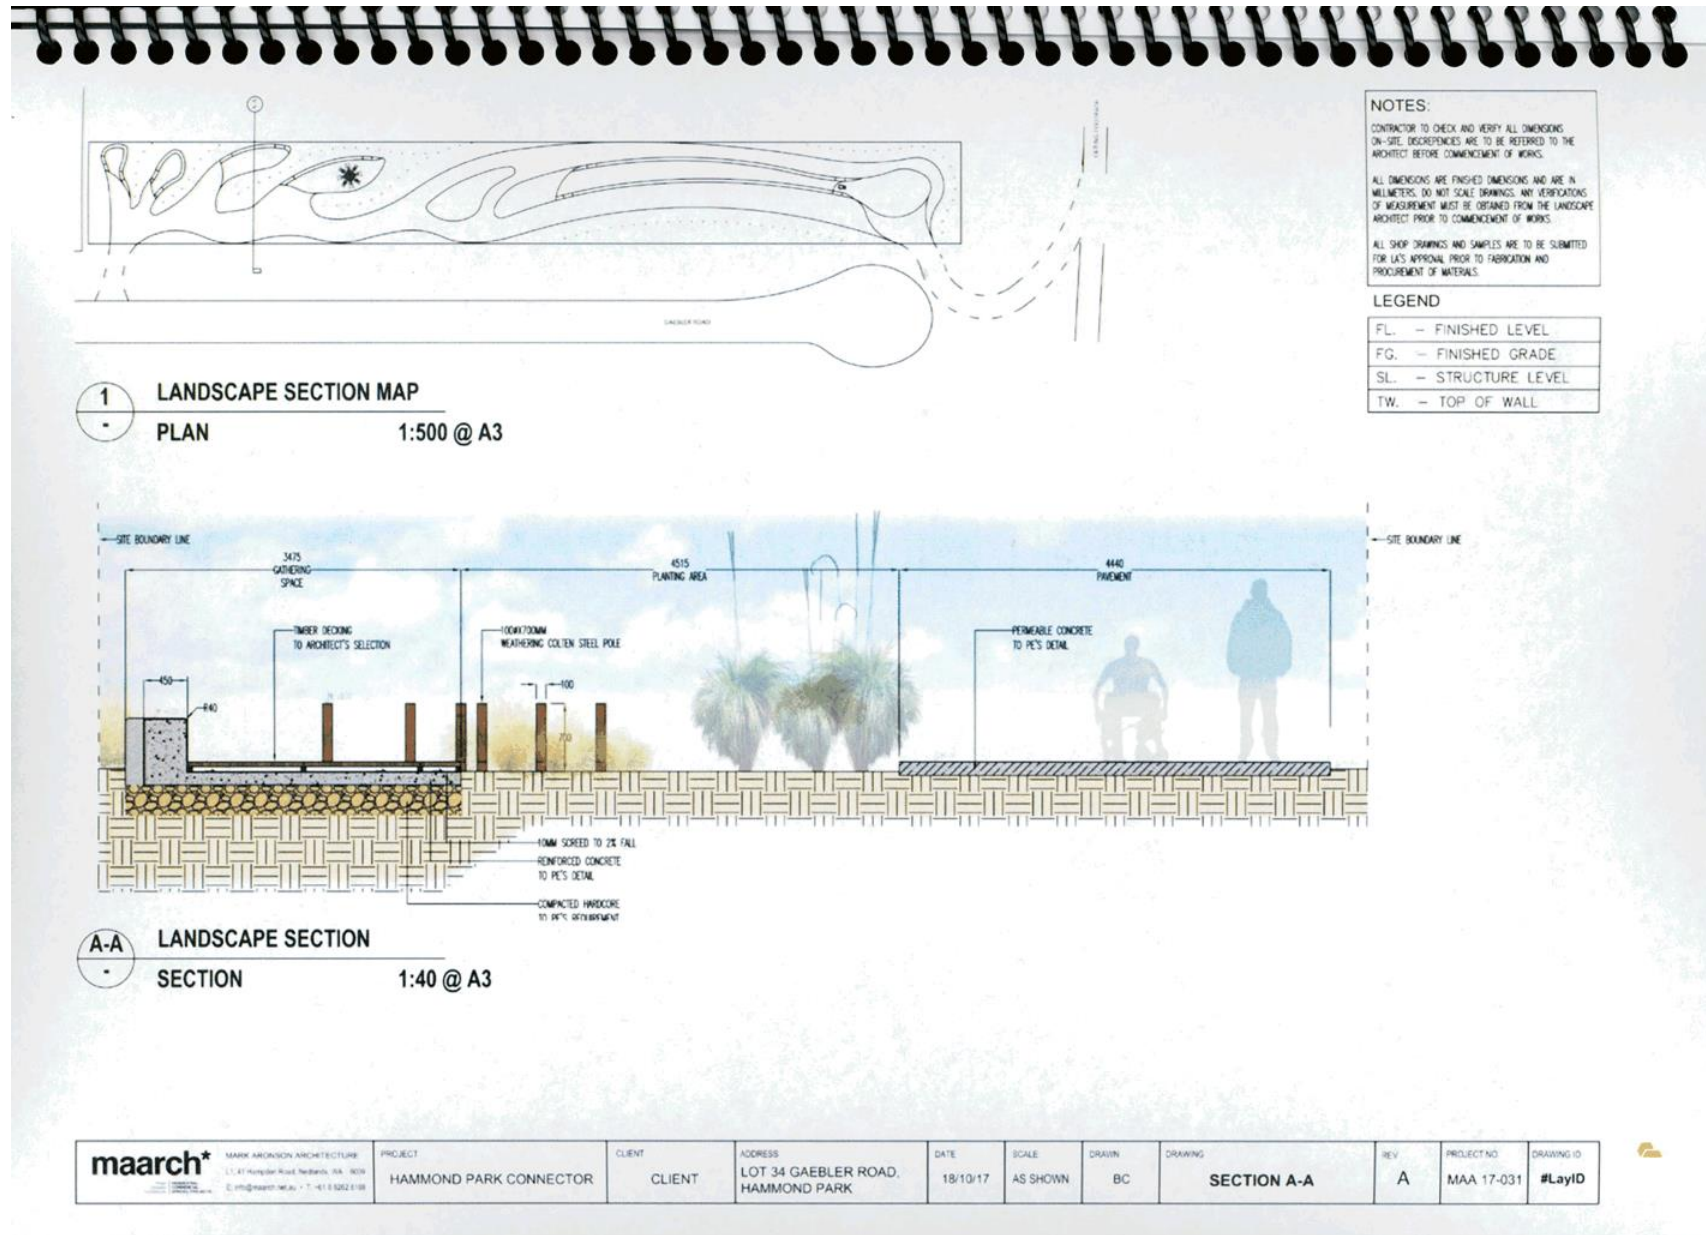 NOTES:
CONTRACTOR TO CHECK AND VERIFY ALL DIMENSIONS
ON-SITE. DISCREPENCIES ARE TO BE REFERRED TO THE
ARCHITECT BEFORE COMMENCEMENT OF WORKS.
ALL DIMENSIONS ARE FINISHED DIMENSIONS AND ARE IN
MILLIMETERS. DO NOT SCALE DRAWINGS. ANY VERIFICATIONS
OF MEASUREMENT MUST BE OBTAINED FROM THE LANDSCAPE
ARCHITECT PRIOR TO COMMENCEMENT OF WORKS
ALL SHOP DRAWINGS AND SAMPLES ARE TO BE SUBMITTED
FOR LA'S APPROVAL PRIOR TO FABRICATION AND
PROCUREMENT OF MATERIALS.
LEGEND
FL. - FINISHED LEVEL
FG. - FINISHED GRADE
SL. - STRUCTURE LEVEL
TW. - TOP OF WALL
GAEBLER ROAD
1
-
LANDSCAPE SECTION MAP
PLAN 1:500 @ A3
SITE BOUNDARY LINE
3475
GATHERING
SPACE
4515
PLANTING AREA
4440
PAVEMENT
SITE BOUNDARY LINE
TIMBER DECKING
TO ARCHITECT'S SELECTION
WEATHERING COLTEN STEEL POLE
PERMEABLE CONCRETE
TO PE'S DETAIL
450
R40
100
700
10MM SCREED TO 2% FALL
REINFORCED CONCRETE
TO PE'S DETAIL
COMPACTED HARDCORE
TO PE'S REQUIREMENT
A-A
-
LANDSCAPE SECTION
SECTION 1:40 @ A3
maarch*
MARK ARONSON ARCHITECTURE
PROJECT
HAMMOND PARK CONNECTOR
CLIENT
CLIENT
ADDRESS
LOT 34 GAEBLER ROAD,
HAMMOND PARK
DATE
18/10/17
SCALE
AS SHOWN
DRAWN
BC
DRAWING
SECTION A-A
REV
A
PROJECT NO.
MAA 17-031
DRAWING ID
#LayID